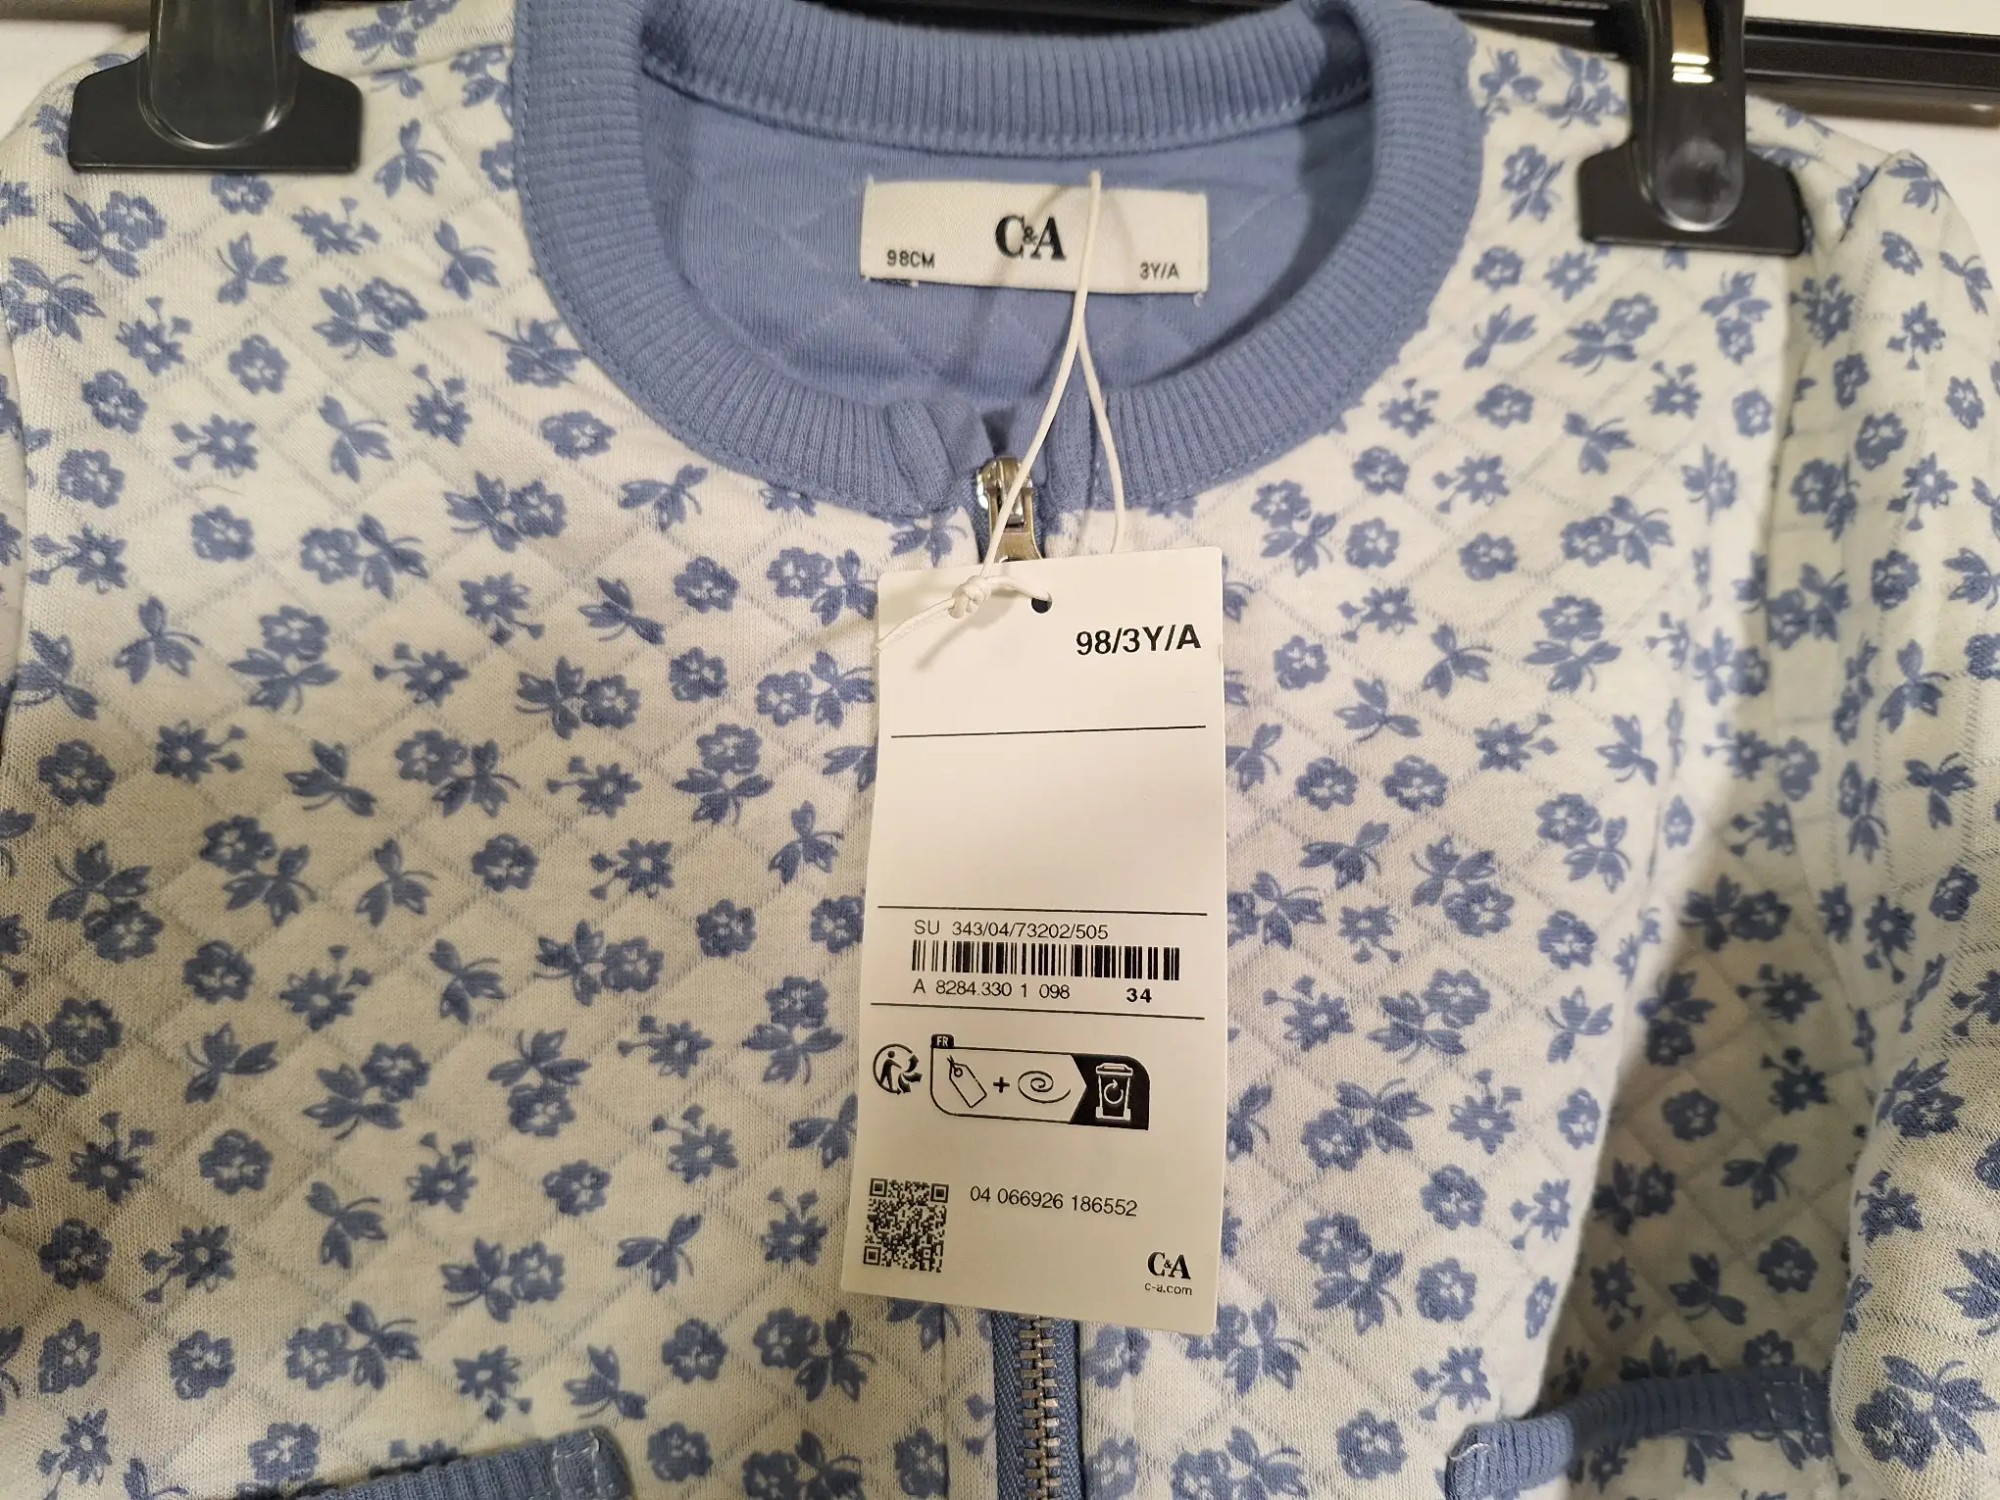 C&A
98CM
3Y/A
98/3Y/A
SU 343/04/73202/505
A 8284.330 1 098 34
FR
04 066926 186552
C&A
c-a.com